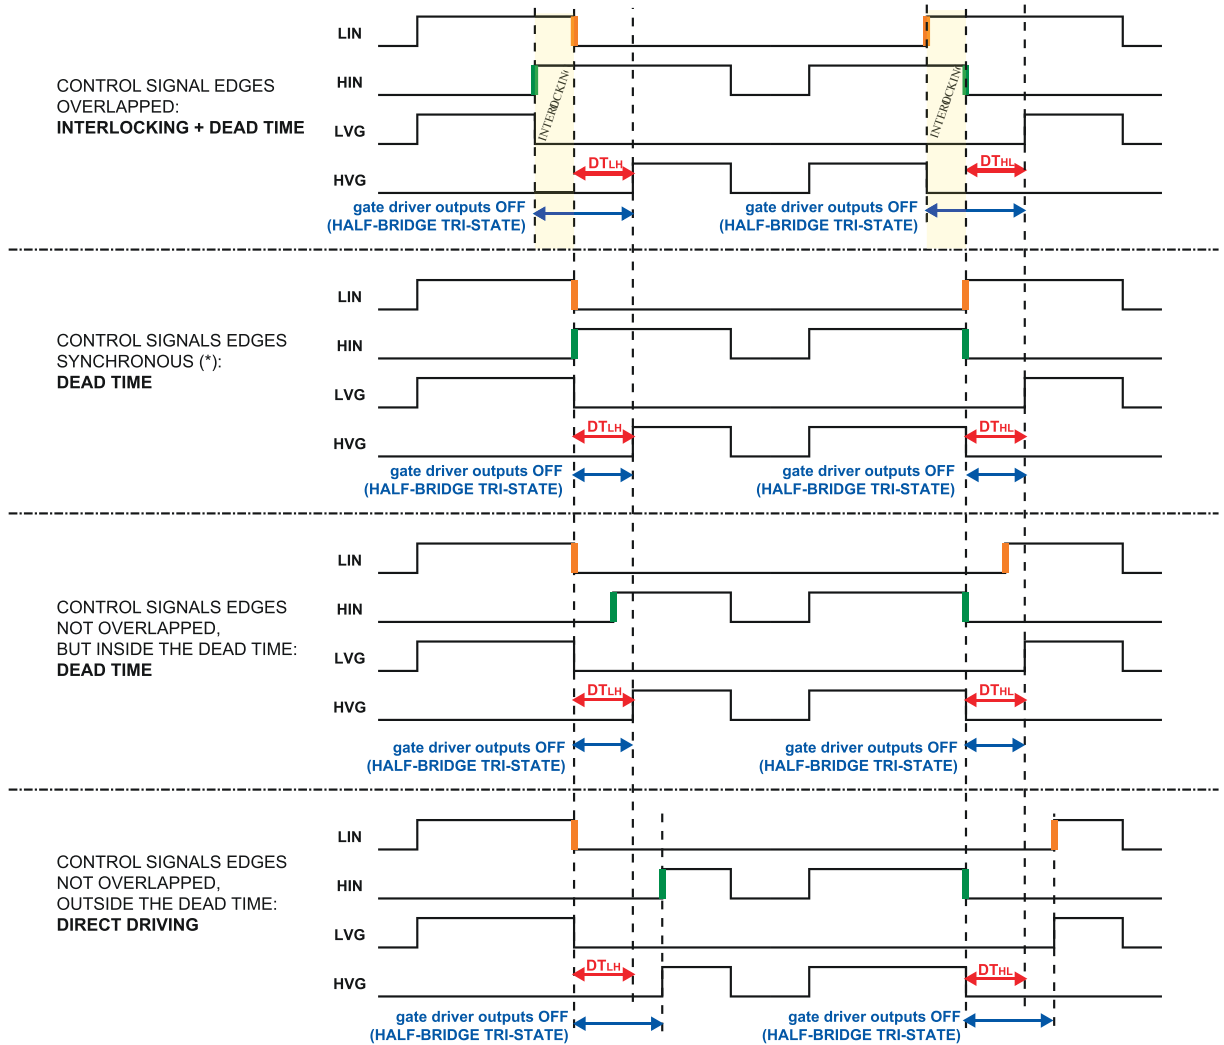 LIN
HIN
CONTROL SIGNAL EDGES
OVERLAPPED:
INTERLOCKING + DEAD TIME
LVG
HVG
INTERLOCKING
INTERLOCKING
DTLH
DTHL
gate driver outputs OFF
(HALF-BRIDGE TRI-STATE)
gate driver outputs OFF
(HALF-BRIDGE TRI-STATE)
LIN
HIN
CONTROL SIGNALS EDGES
SYNCHRONOUS (*):
DEAD TIME
LVG
HVG
DTLH
DTHL
gate driver outputs OFF
(HALF-BRIDGE TRI-STATE)
gate driver outputs OFF
(HALF-BRIDGE TRI-STATE)
LIN
HIN
CONTROL SIGNALS EDGES
NOT OVERLAPPED,
BUT INSIDE THE DEAD TIME:
DEAD TIME
LVG
HVG
DTLH
DTHL
gate driver outputs OFF
(HALF-BRIDGE TRI-STATE)
gate driver outputs OFF
(HALF-BRIDGE TRI-STATE)
LIN
HIN
CONTROL SIGNALS EDGES
NOT OVERLAPPED,
OUTSIDE THE DEAD TIME:
DIRECT DRIVING
LVG
HVG
DTLH
DTHL
gate driver outputs OFF
(HALF-BRIDGE TRI-STATE)
gate driver outputs OFF
(HALF-BRIDGE TRI-STATE)